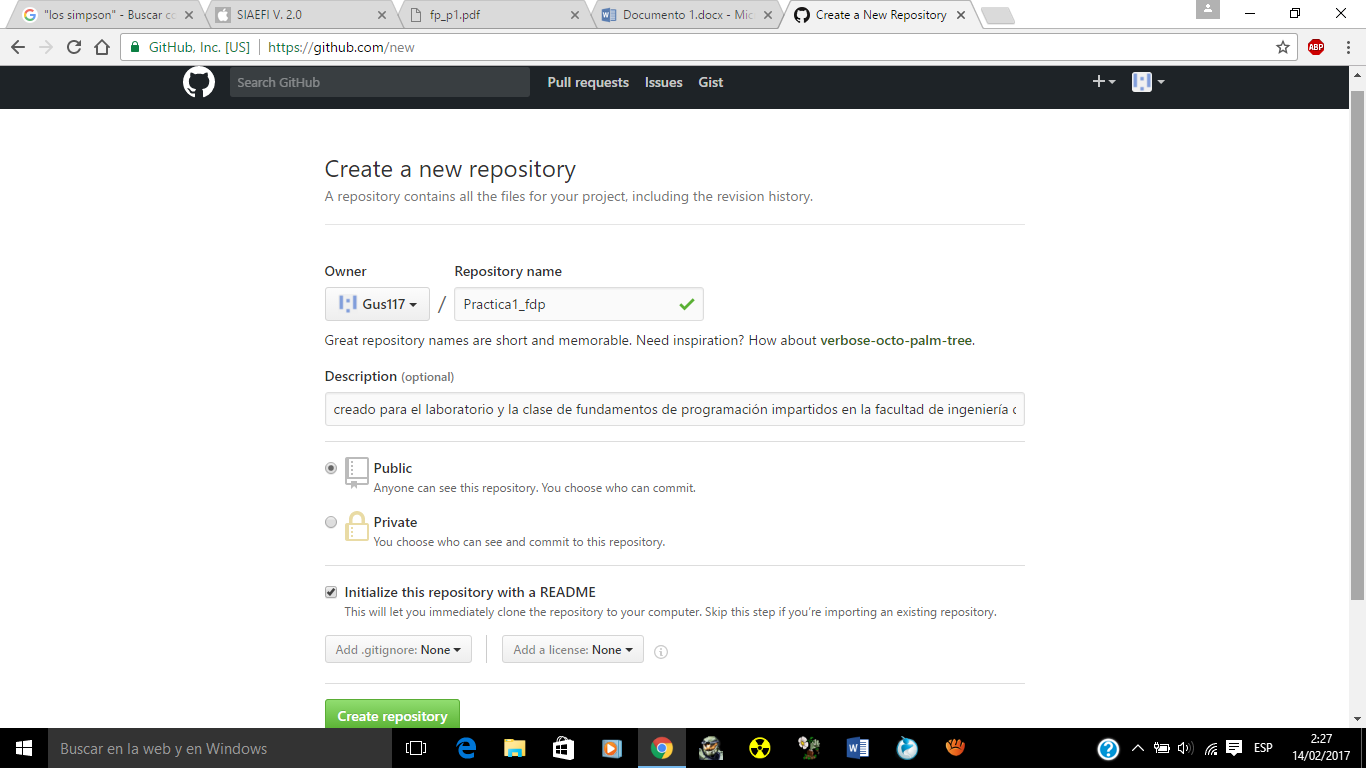 "los simpson" - Buscar co
SIAEFI V. 2.0
fp_p1.pdf
Documento 1.docx - Mic
Create a New Repository
GitHub, Inc. [US]
https://github.com/new
ABP
Search GitHub
Pull requests
Issues
Gist
Create a new repository
A repository contains all the files for your project, including the revision history.
Owner
Repository name
Gus117
/
Practica1_fdp
Great repository names are short and memorable. Need inspiration? How about verbose-octo-palm-tree.
Description (optional)
creado para el laboratorio y la clase de fundamentos de programación impartidos en la facultad de ingeniería
Public
Anyone can see this repository. You choose who can commit.
Private
You choose who can see and commit to this repository.
Initialize this repository with a README
This will let you immediately clone the repository to your computer. Skip this step if you're importing an existing repository.
Add .gitignore: None
Add a license: None
Create repository
Buscar en la web y en Windows
ESP
2:27
14/02/2017